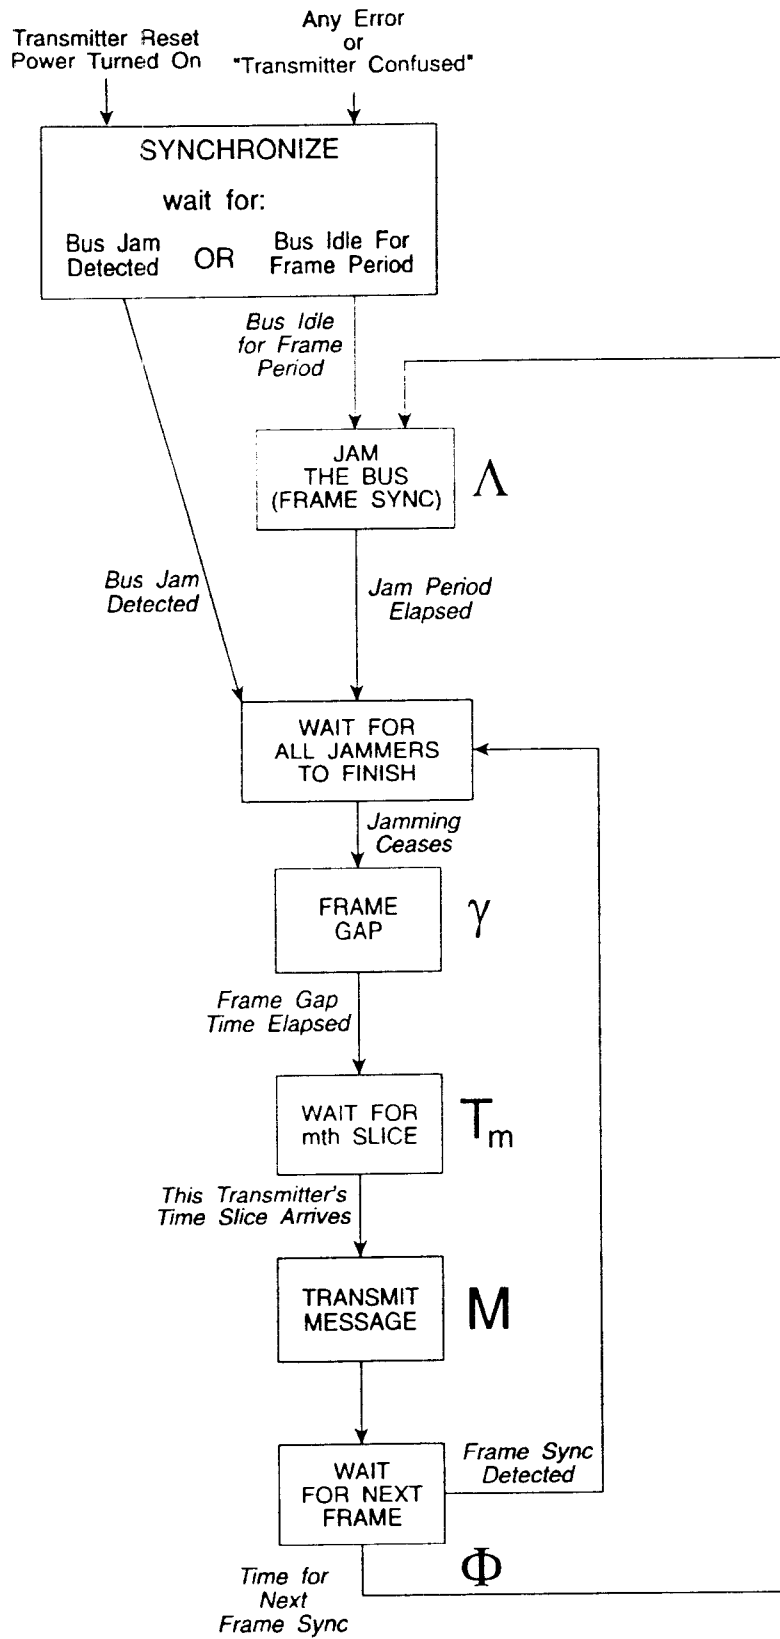 Transmitter Reset
Power Turned On
Any Error
or
"Transmitter Confused"
SYNCHRONIZE
wait for:
Bus Jam
Detected
OR
Bus Idle For
Frame Period
Bus Idle
for Frame
Period
JAM
THE BUS
(FRAME SYNC)
Λ
Bus Jam
Detected
Jam Period
Elapsed
WAIT FOR
ALL JAMMERS
TO FINISH
Jamming
Ceases
FRAME
GAP
γ
Frame Gap
Time Elapsed
WAIT FOR
mth SLICE
Tm
This Transmitter's
Time Slice Arrives
TRANSMIT
MESSAGE
M
WAIT
FOR NEXT
FRAME
Frame Sync
Detected
Φ
Time for
Next
Frame Sync